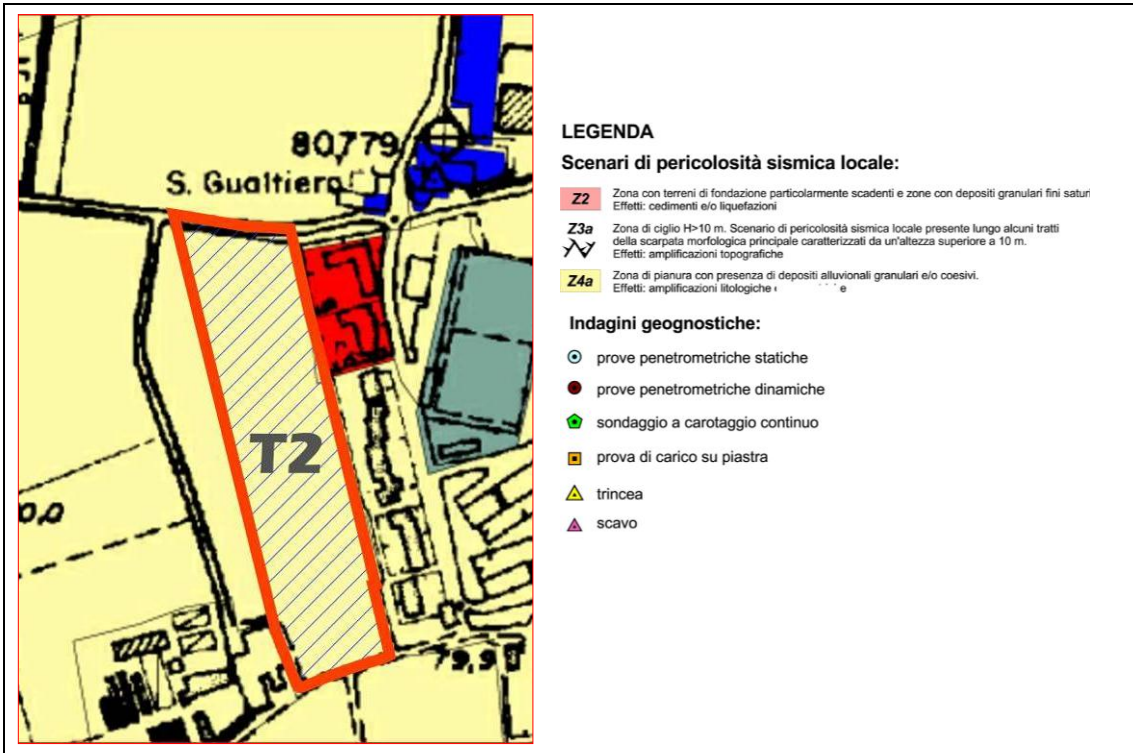 80,779
S. Gualtiero
T2
0,0
79,9
LEGENDA
Scenari di pericolosità sismica locale:
Z2
Zona con terreni di fondazione particolarmente scadenti e zone con depositi granulari fini saturi
Effetti: cedimenti e/o liquefazioni
Z3a
Zona di ciglio H>10 m. Scenario di pericolosità sismica locale presente lungo alcuni tratti
della scarpata morfologica principale caratterizzati da un'altezza superiore a 10 m.
Effetti: amplificazioni topografiche
Z4a
Zona di pianura con presenza di depositi alluvionali granulari e/o coesivi.
Effetti: amplificazioni litologiche
Indagini geognostiche:
prove penetrometriche statiche
prove penetrometriche dinamiche
sondaggio a carotaggio continuo
prova di carico su piastra
trincea
scavo